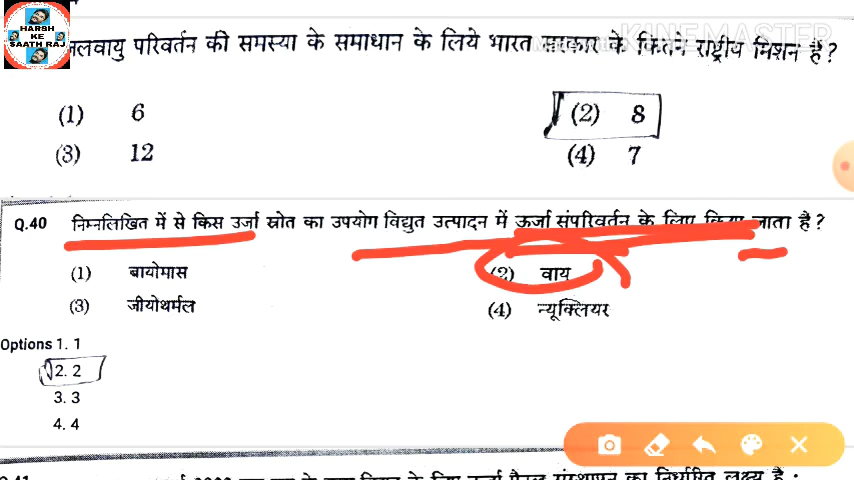 HARSH
KE
SAATH RAJ
KINEMASTER
जलवायु परिवर्तन की समस्या के समाधान के लिये भारत सरकार के कितने राष्ट्रीय मिशन हैं ?
(1) 6 (2) 8
(3) 12 (4) 7
Q.40 निम्नलिखित में से किस उर्जा स्रोत का उपयोग विद्युत उत्पादन में ऊर्जा संपरिवर्तन के लिए किया जाता है ?
(1) बायोमास (2) वायु
(3) जीयोथर्मल (4) न्यूक्लियर
Options 1. 1
2. 2
3. 3
4. 4